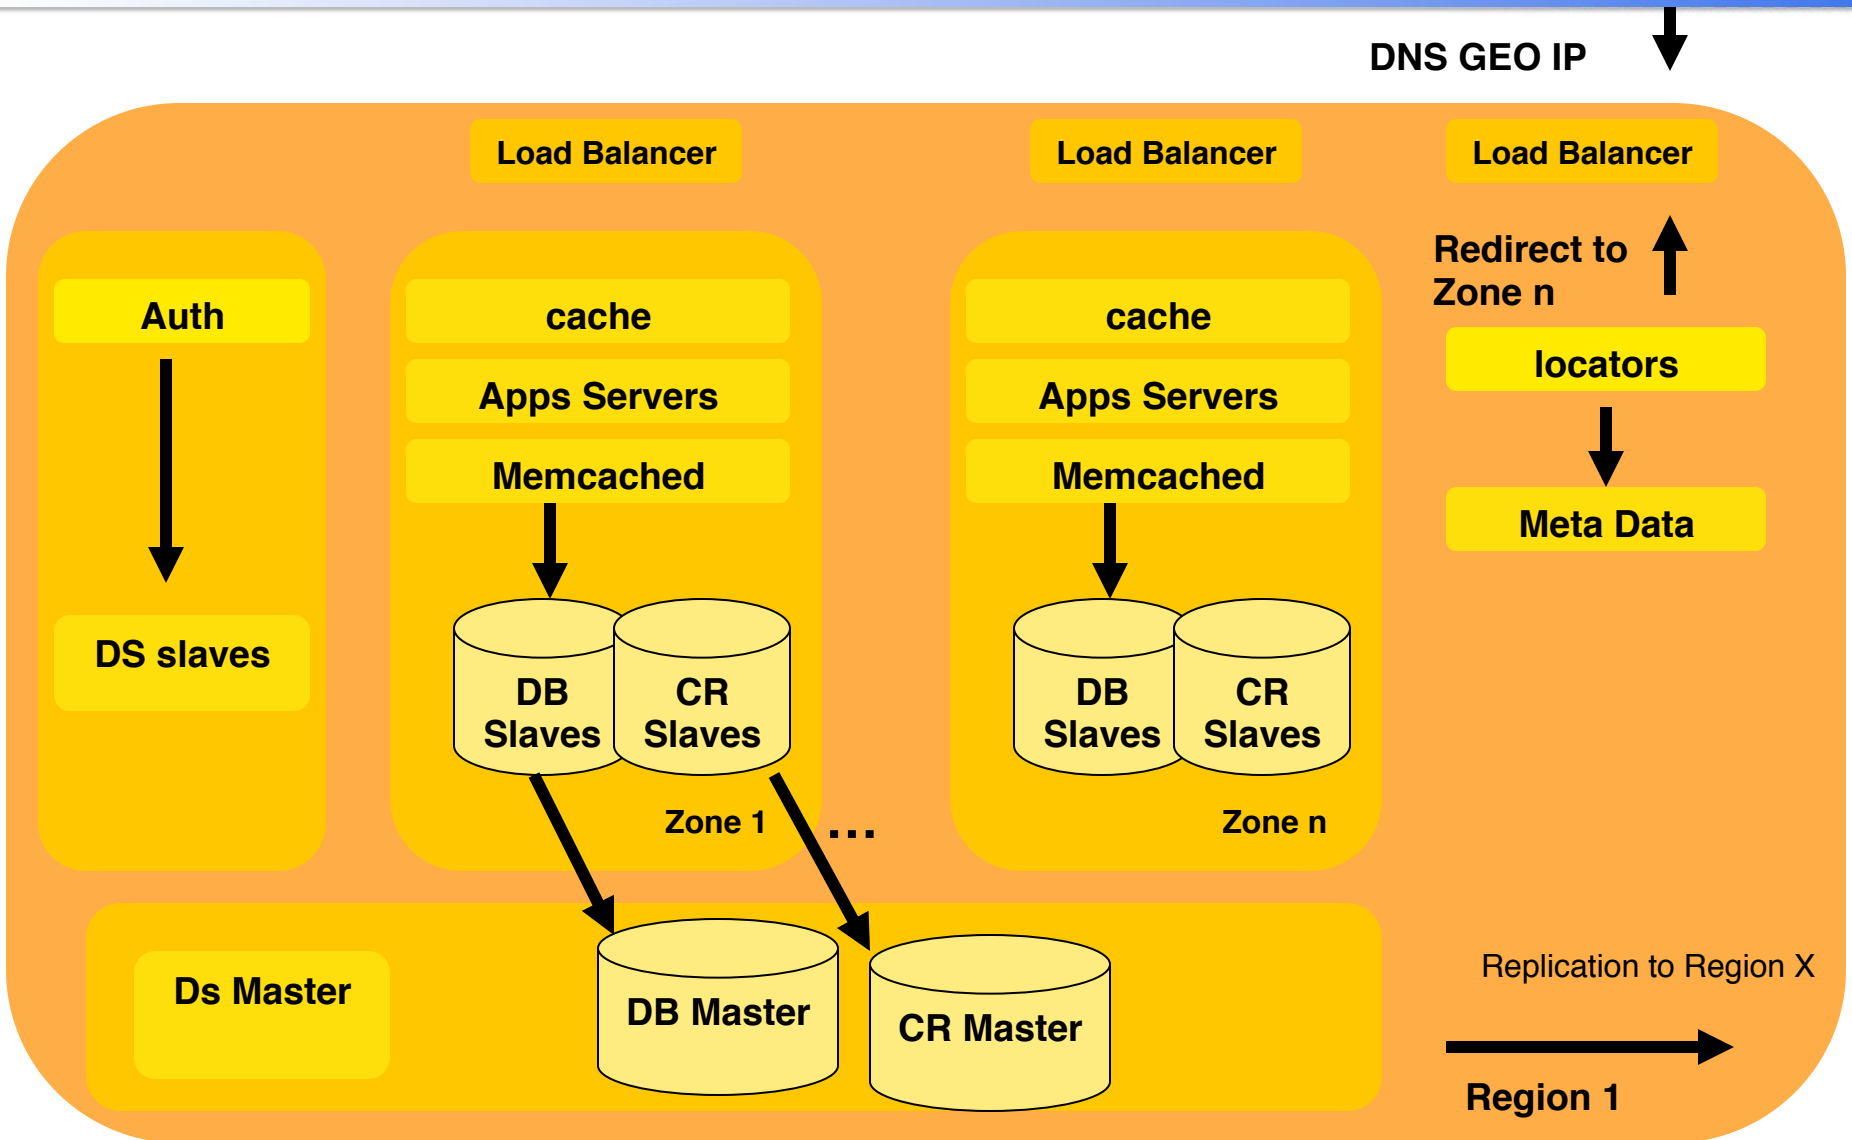 DNS GEO IP
Load Balancer
Load Balancer
Load Balancer
Auth
DS slaves
cache
Apps Servers
Memcached
DB
Slaves
CR
Slaves
Zone 1
...
cache
Apps Servers
Memcached
DB
Slaves
CR
Slaves
Zone n
Redirect to
Zone n
locators
Meta Data
Ds Master
DB Master
CR Master
Replication to Region X
Region 1